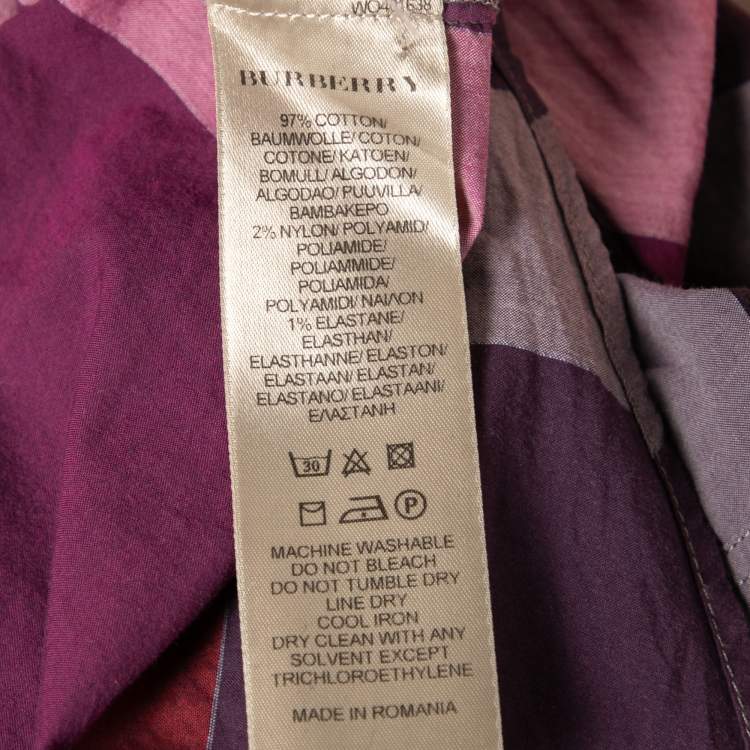 BURBERRY
97% COTTON/
BAUMWOLLE/ COTON/
COTONE/ KATOEN/
BOMULL/ ALGODON/
ALGODAO/ PUUVILLA/
BAMBAKEPO
2% NYLON/ POLYAMID/
POLIAMIDE/
POLIAMMIDE/
POLIAMIDA/
POLYAMIDI/ ΝΑΙΛΟΝ
1% ELASTANE/
ELASTHAN/
ELASTHANNE/ ELASTON/
ELASTAAN/ ELASTAN/
ELASTANO/ ELASTAANI/
ΕΛΑΣΤΑΝΗ
30
P
MACHINE WASHABLE
DO NOT BLEACH
DO NOT TUMBLE DRY
LINE DRY
COOL IRON
DRY CLEAN WITH ANY
SOLVENT EXCEPT
TRICHLOROETHYLENE
MADE IN ROMANIA